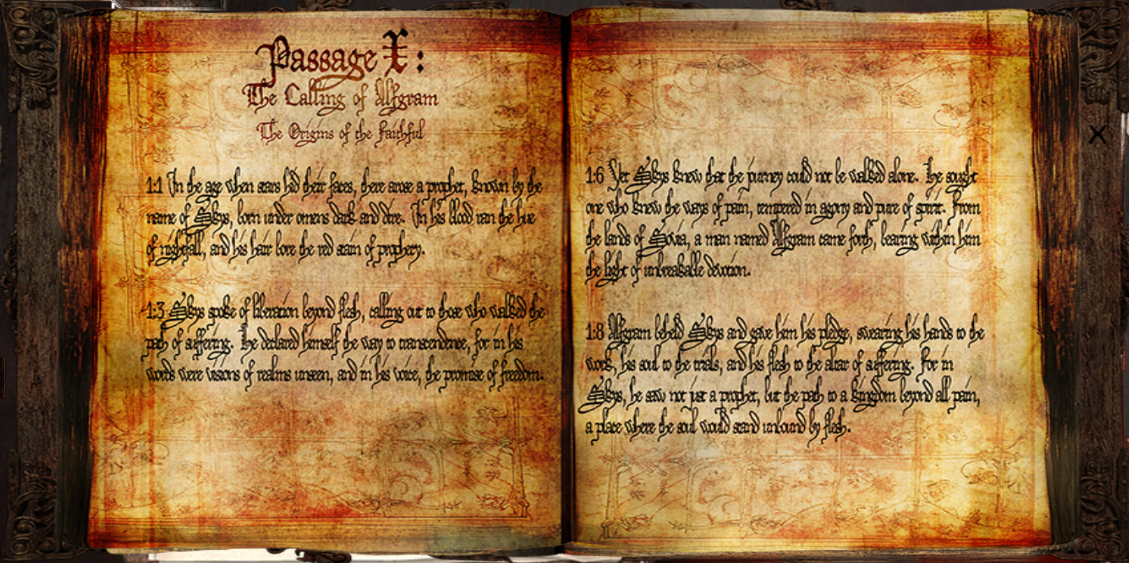 Passage X:
The Calling of Alfgram
The Origins of the Faithful
1:1 In the age when stars hid their faces, there arose a prophet, known by the
name of Skys, born under omens dark and dire. In his blood ran the hue
of nightfall, and his hair bore the red stain of prophecy.
1:3 Skys spoke of liberation beyond flesh, calling out to those who walked the
path of suffering. He declared himself the way to transcendence, for in his
words were visions of realms unseen, and in his voice, the promise of freedom.
1:6 Yet Skys knew that the journey could not be walked alone. He sought
one who knew the ways of pain, tempered in agony and pure of spirit. From
the lands of Sovia, a man named Alfgram came forth, bearing within him
the light of unbreakable devotion.
1:8 Alfgram beheld Skys and gave him his pledge, swearing his hands to the
work, his soul to the trials, and his flesh to the altar of suffering. For in
Skys, he saw not just a prophet, but the path to a kingdom beyond all pain,
a place where the soul would stand unbound by flesh.